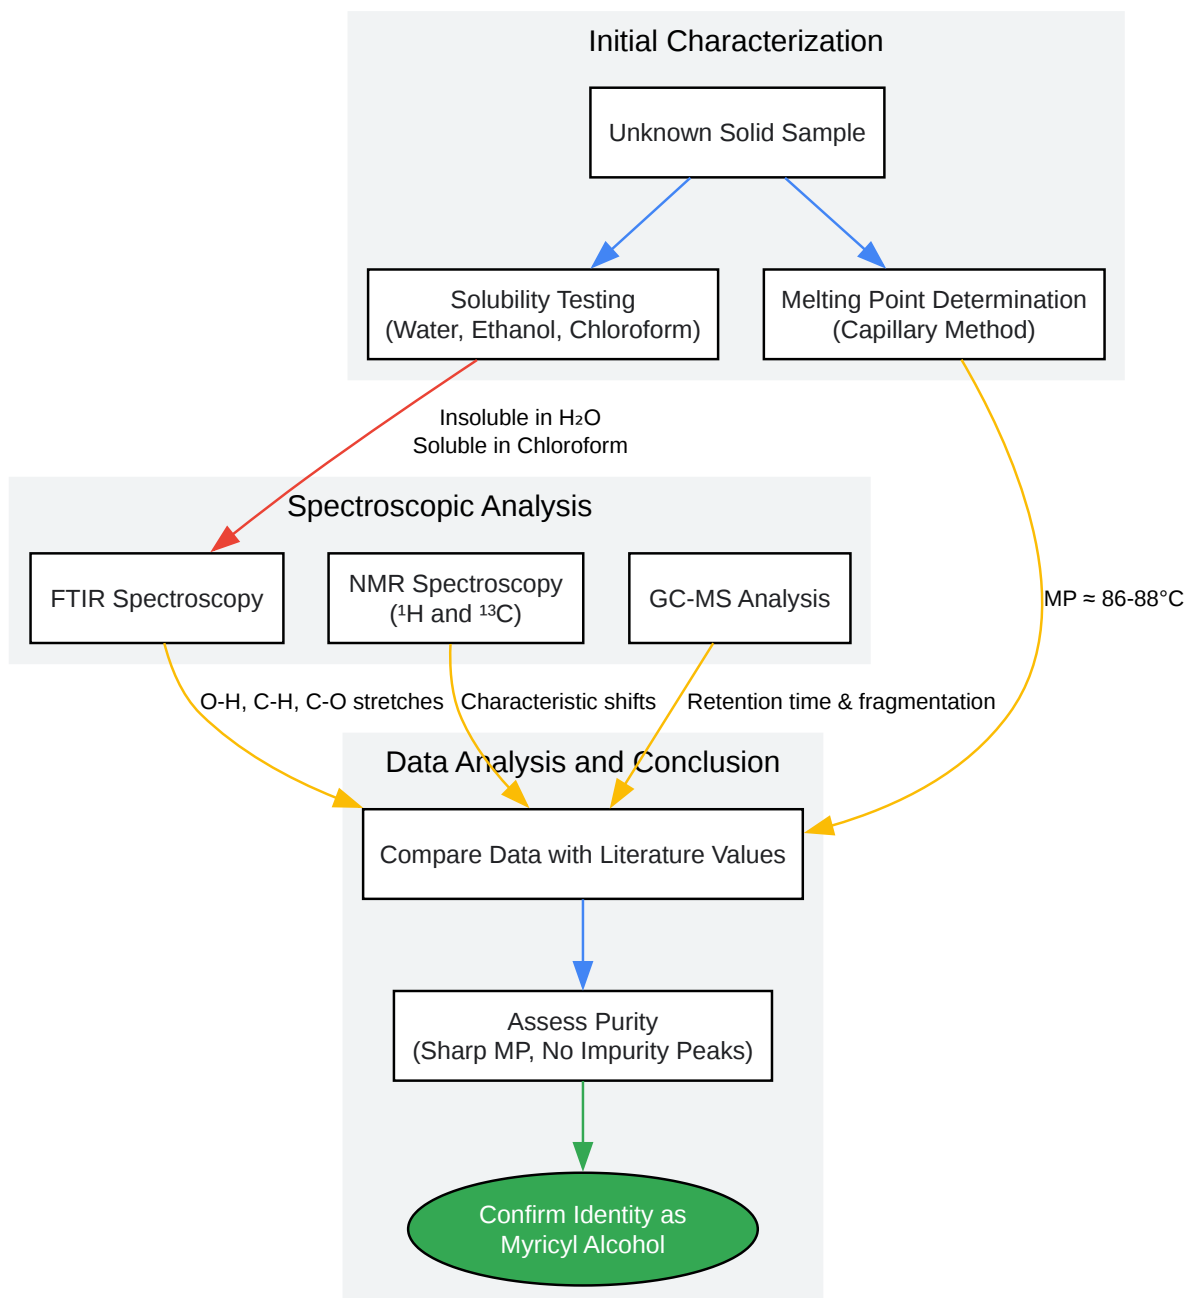 Initial Characterization
Unknown Solid Sample
Solubility Testing
(Water, Ethanol, Chloroform)
Melting Point Determination
(Capillary Method)
Insoluble in H₂O
Soluble in Chloroform
Spectroscopic Analysis
FTIR Spectroscopy
NMR Spectroscopy
(¹H and ¹³C)
GC-MS Analysis
MP ≈ 86-88°C
O-H, C-H, C-O stretches
Characteristic shifts
Retention time & fragmentation
Data Analysis and Conclusion
Compare Data with Literature Values
Assess Purity
(Sharp MP, No Impurity Peaks)
Confirm Identity as
Myricyl Alcohol